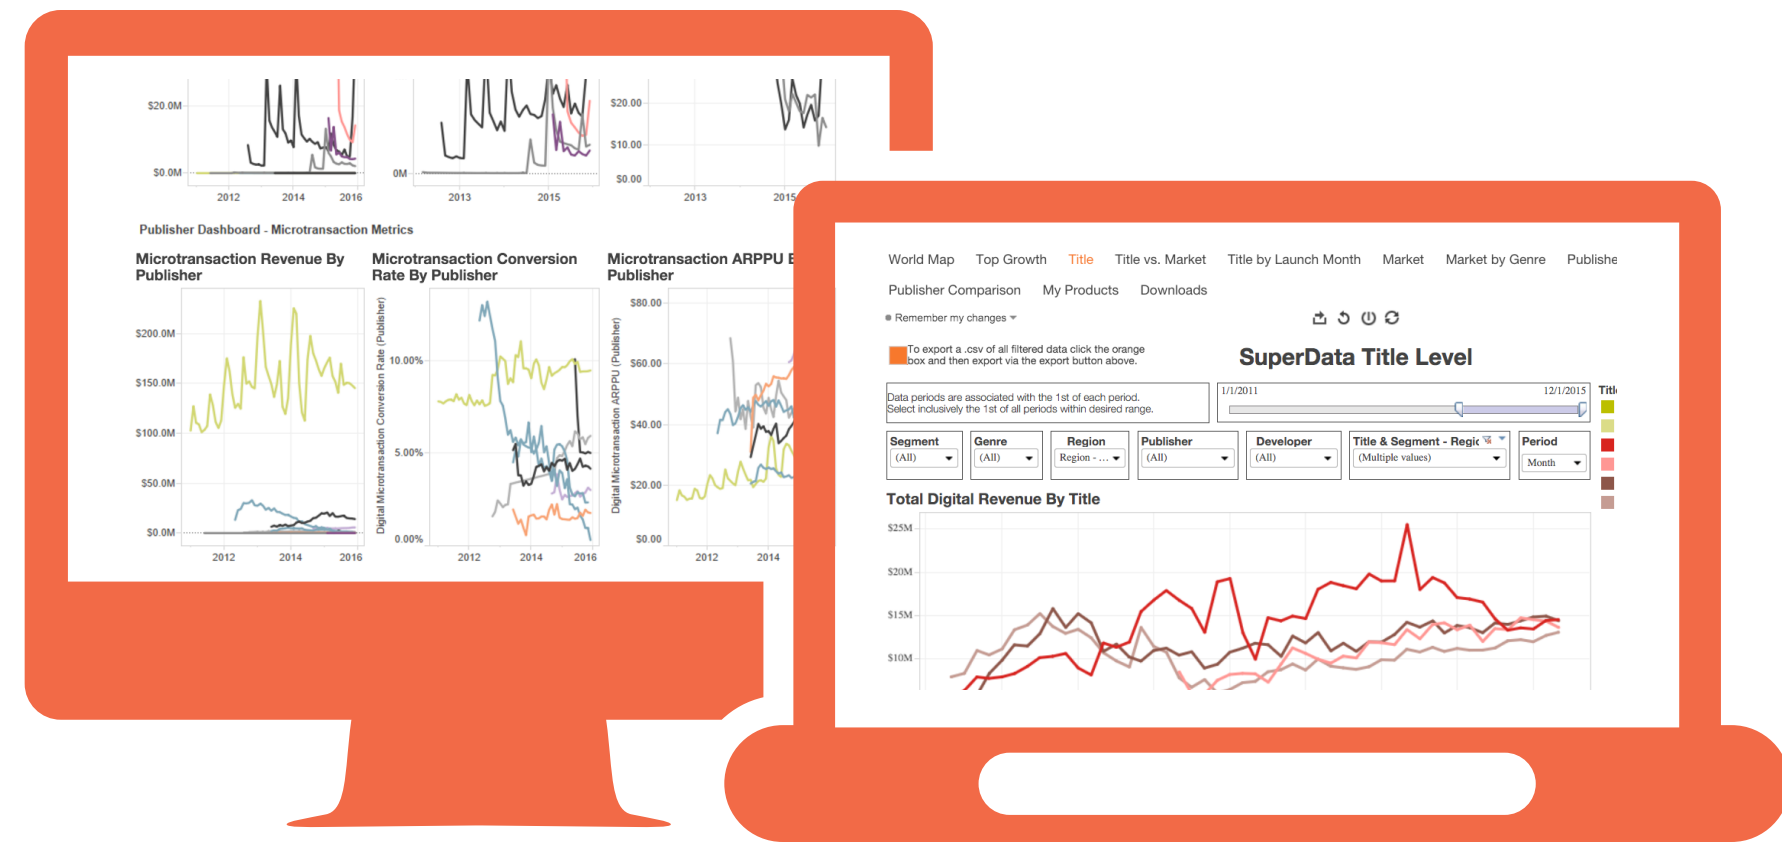 $20.0M
$0.0M
2012 2014 2016
0M
2013 2015
$20.00
$10.00
$0.00
2013 2015
Publisher Dashboard - Microtransaction Metrics
Microtransaction Revenue By
Publisher
$200.0M
$150.0M
$100.0M
$50.0M
$0.0M
2012 2014 2016
Microtransaction Conversion
Rate By Publisher
Digital Microtransaction Conversion Rate (Publisher)
10.00%
5.00%
0.00%
2012 2014 2016
Microtransaction ARPPU
Publisher
Digital Microtransaction ARPPU (Publisher)
$80.00
$60.00
$40.00
$20.00
$0.00
2012 2014
World Map Top Growth Title Title vs. Market Title by Launch Month Market Market by Genre Publishe
Publisher Comparison My Products Downloads
Remember my changes
To export a .csv of all filtered data click the orange
box and then export via the export button above.
SuperData Title Level
Data periods are associated with the 1st of each period.
Select inclusively the 1st of all periods within desired range.
1/1/2011 12/1/2015
Titl
Segment Genre Region Publisher Developer Title & Segment - Regic Period
(All) (All) Region - ... (All) (All) (Multiple values) Month
Total Digital Revenue By Title
$25M
$20M
$15M
$10M